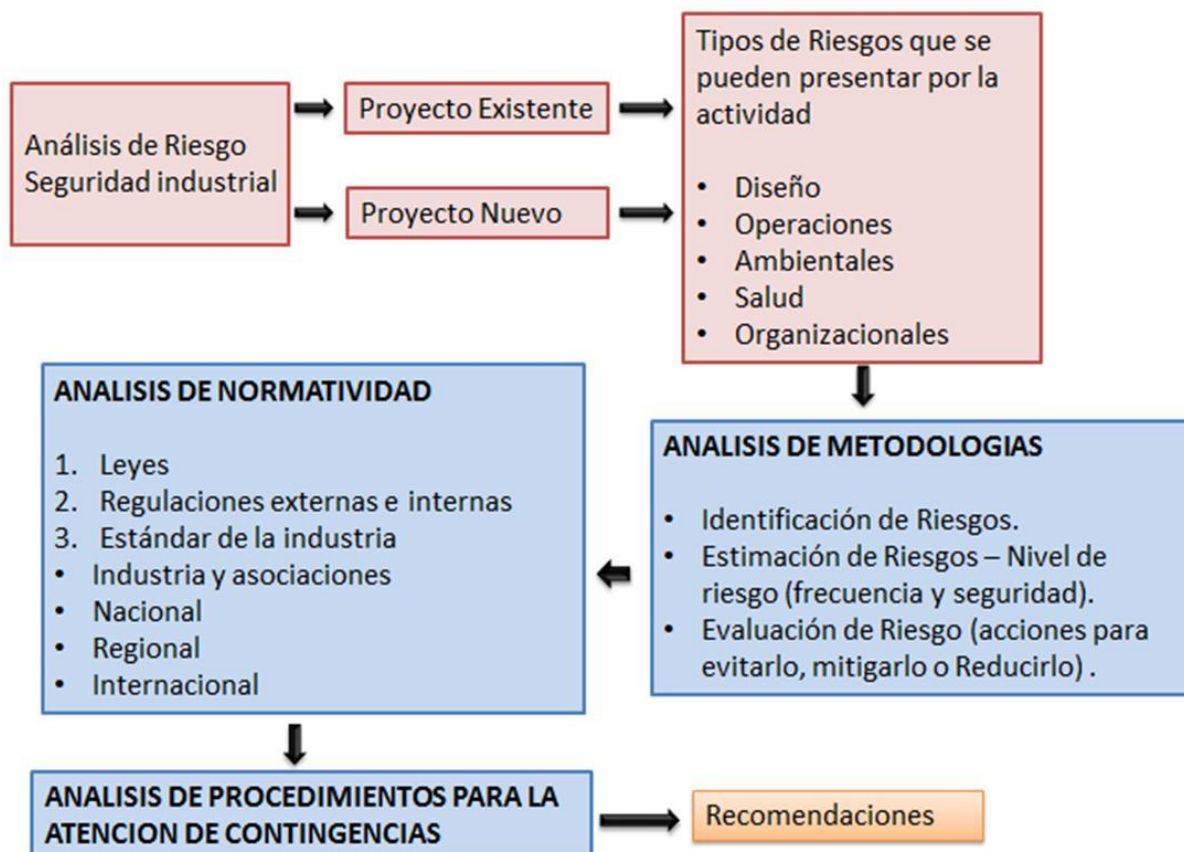 Análisis de Riesgo
Seguridad industrial
Proyecto Existente
Proyecto Nuevo
Tipos de Riesgos que se
pueden presentar por la
actividad
• Diseño
• Operaciones
• Ambientales
• Salud
• Organizacionales
ANALISIS DE METODOLOGIAS
• Identificación de Riesgos.
• Estimación de Riesgos – Nivel de
riesgo (frecuencia y seguridad).
• Evaluación de Riesgo (acciones para
evitarlo, mitigarlo o Reducirlo) .
ANALISIS DE NORMATIVIDAD
1. Leyes
2. Regulaciones externas e internas
3. Estándar de la industria
• Industria y asociaciones
• Nacional
• Regional
• Internacional
ANALISIS DE PROCEDIMIENTOS PARA LA
ATENCION DE CONTINGENCIAS
Recomendaciones